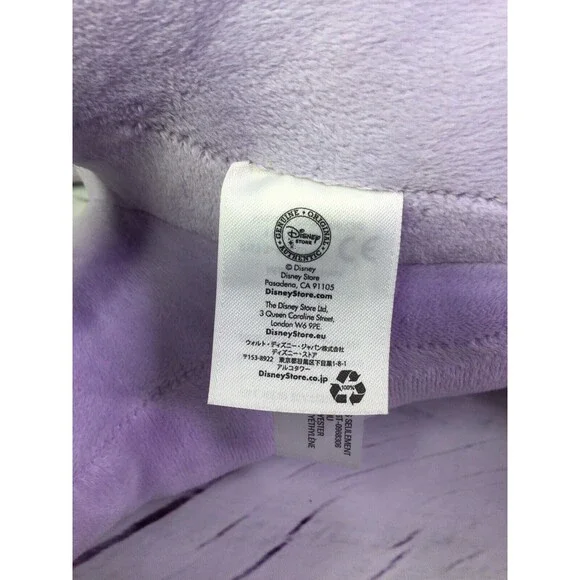 GENUINE • ORIGINAL
Disney
STORE
AUTHENTIC
© Disney
Disney Store
Pasadena, CA 91105
DisneyStore.com
The Disney Store Ltd,
3 Queen Caroline Street,
London W6 9PE.
DisneyStore.eu
ウォルト・ディズニー・ジャパン株式会社
ディズニー・ストア
〒153-8922 東京都目黒区下目黒1-8-1
アルコタワー
DisneyStore.co.jp
100%
CE
SEULEMENT